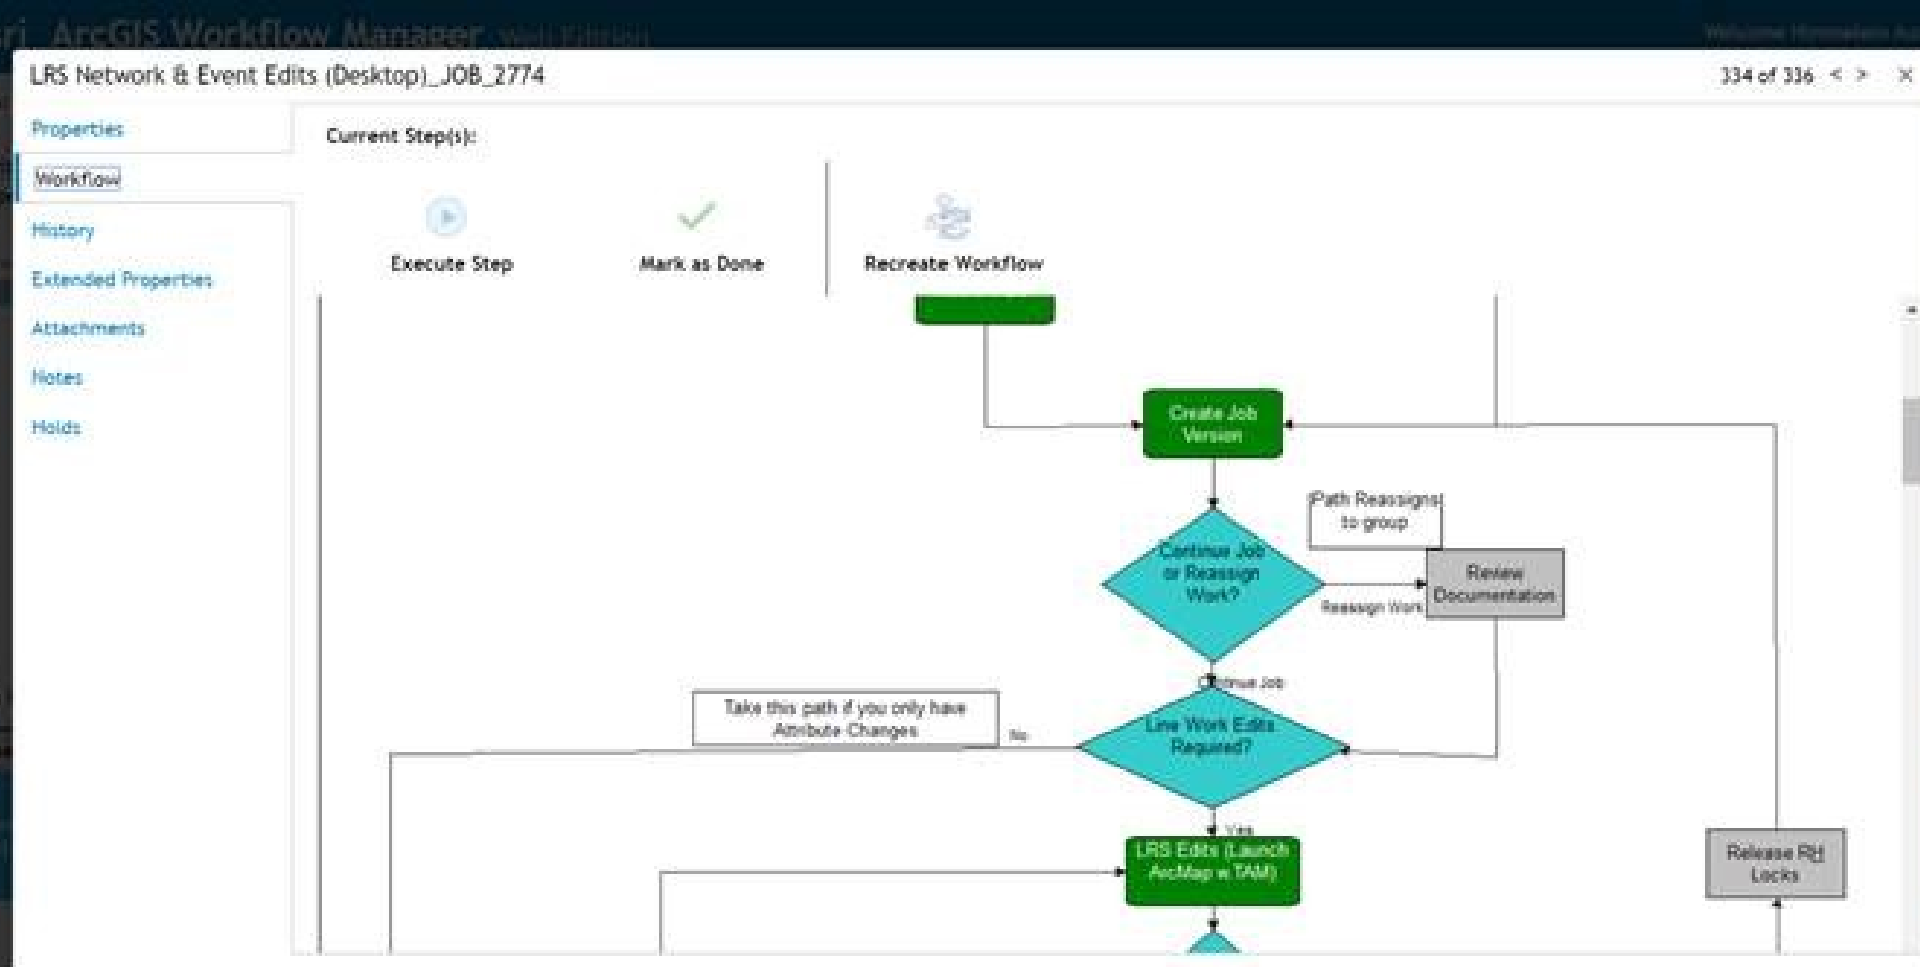 ArcGIS Workflow Manager Web Edition
LRS Network & Event Edits (Desktop)_JOB_2774
334 of 336 < > X
Properties
Workflow
History
Extended Properties
Attachments
Notes
Holds
Current Step(s):
Execute Step
Mark as Done
Recreate Workflow
Create Job
Version
Path Reassigns
to group
Continue Job
or Reassign
Work?
Reassign Work
Review
Documentation
Continue Job
Take this path if you only have
Attribute Changes
No
Line Work Edits
Required?
Yes
LRS Edits (Launch
ArcMap w.TAM)
Release RH
Locks